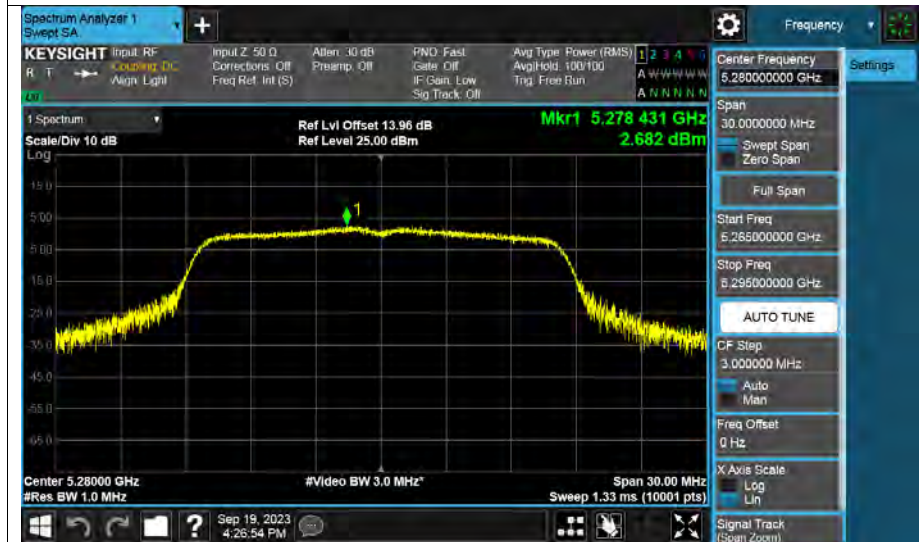 Spectrum Analyzer 1
Swept SA
+
Frequency
KEYSIGHT
R T
Input: RF
Coupling: DC
Align: Light
Input Z: 50 Ω
Corrections: Off
Freq Ref: Int (S)
Atten: 30 dB
Preamp: Off
PNO: Fast
Gate: Off
IF Gain: Low
Sig Track: Off
Avg Type: Power (RMS)
Avg|Hold: 100/100
Trig: Free Run
1 2 3 4 5 6
A W W W W W
A N N N N N
1 Spectrum
Scale/Div 10 dB
Log
Ref Lvl Offset 13.96 dB
Ref Level 25.00 dBm
Mkr1 5.278 431 GHz
2.682 dBm
15.0
5.00
-5.00
-15.0
-25.0
-35.0
-45.0
-55.0
-65.0
1
Center 5.28000 GHz
#Res BW 1.0 MHz
#Video BW 3.0 MHz*
Span 30.00 MHz
Sweep 1.33 ms (10001 pts)
?
Sep 19, 2023
4:26:54 PM
Center Frequency
5.280000000 GHz
Settings
Span
30.0000000 MHz
Swept Span
Zero Span
Full Span
Start Freq
5.265000000 GHz
Stop Freq
5.295000000 GHz
AUTO TUNE
CF Step
3.000000 MHz
Auto
Man
Freq Offset
0 Hz
X Axis Scale
Log
Lin
Signal Track
(Span Zoom)